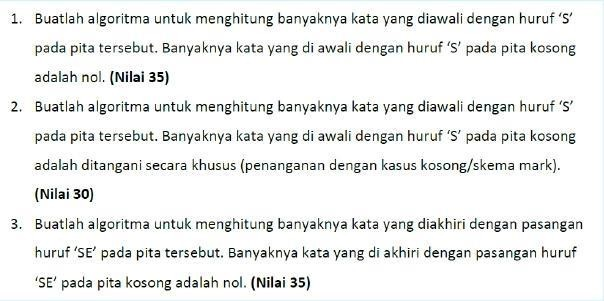 1. Buatlah algoritma untuk menghitung banyaknya kata yang diawali dengan huruf ‘S’
pada pita tersebut. Banyaknya kata yang di awali dengan huruf ‘S’ pada pita kosong
adalah nol. (Nilai 35)
2. Buatlah algoritma untuk menghitung banyaknya kata yang diawali dengan huruf ‘S’
pada pita tersebut. Banyaknya kata yang di awali dengan huruf ‘S’ pada pita kosong
adalah ditangani secara khusus (penanganan dengan kasus kosong/skema mark).
(Nilai 30)
3. Buatlah algoritma untuk menghitung banyaknya kata yang diakhiri dengan pasangan
huruf ‘SE’ pada pita tersebut. Banyaknya kata yang di akhiri dengan pasangan huruf
‘SE’ pada pita kosong adalah nol. (Nilai 35)